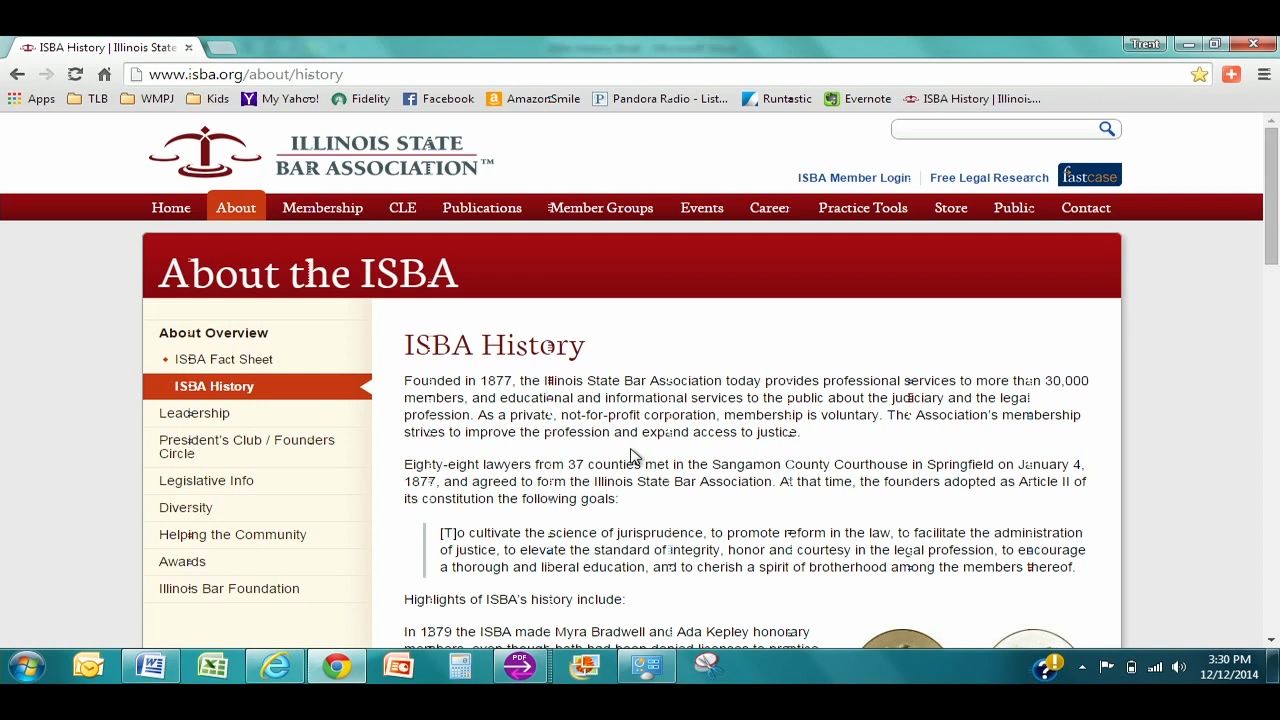 ISBA History | Illinois State
Trent
www.isba.org/about/history
Apps TLB WMPJ Kids My Yahoo! Fidelity Facebook AmazonSmile Pandora Radio - List... Runtastic Evernote ISBA History | Illinois...
ILLINOIS STATE
BAR ASSOCIATION™
ISBA Member Login Free Legal Research fastcase
Home About Membership CLE Publications Member Groups Events Career Practice Tools Store Public Contact
About the ISBA
About Overview
ISBA Fact Sheet
ISBA History
Leadership
President's Club / Founders
Circle
Legislative Info
Diversity
Helping the Community
Awards
Illinois Bar Foundation
ISBA History
Founded in 1877, the Illinois State Bar Association today provides professional services to more than 30,000
members, and educational and informational services to the public about the judiciary and the legal
profession. As a private, not-for-profit corporation, membership is voluntary. The Association's membership
strives to improve the profession and expand access to justice.
Eighty-eight lawyers from 37 counties met in the Sangamon County Courthouse in Springfield on January 4,
1877, and agreed to form the Illinois State Bar Association. At that time, the founders adopted as Article II of
its constitution the following goals:
[T]o cultivate the science of jurisprudence, to promote reform in the law, to facilitate the administration
of justice, to elevate the standard of integrity, honor and courtesy in the legal profession, to encourage
a thorough and liberal education, and to cherish a spirit of brotherhood among the members thereof.
Highlights of ISBA's history include:
In 1879 the ISBA made Myra Bradwell and Ada Kepley honorary
members, even though both had been denied licenses to practice
PDF
3:30 PM
12/12/2014